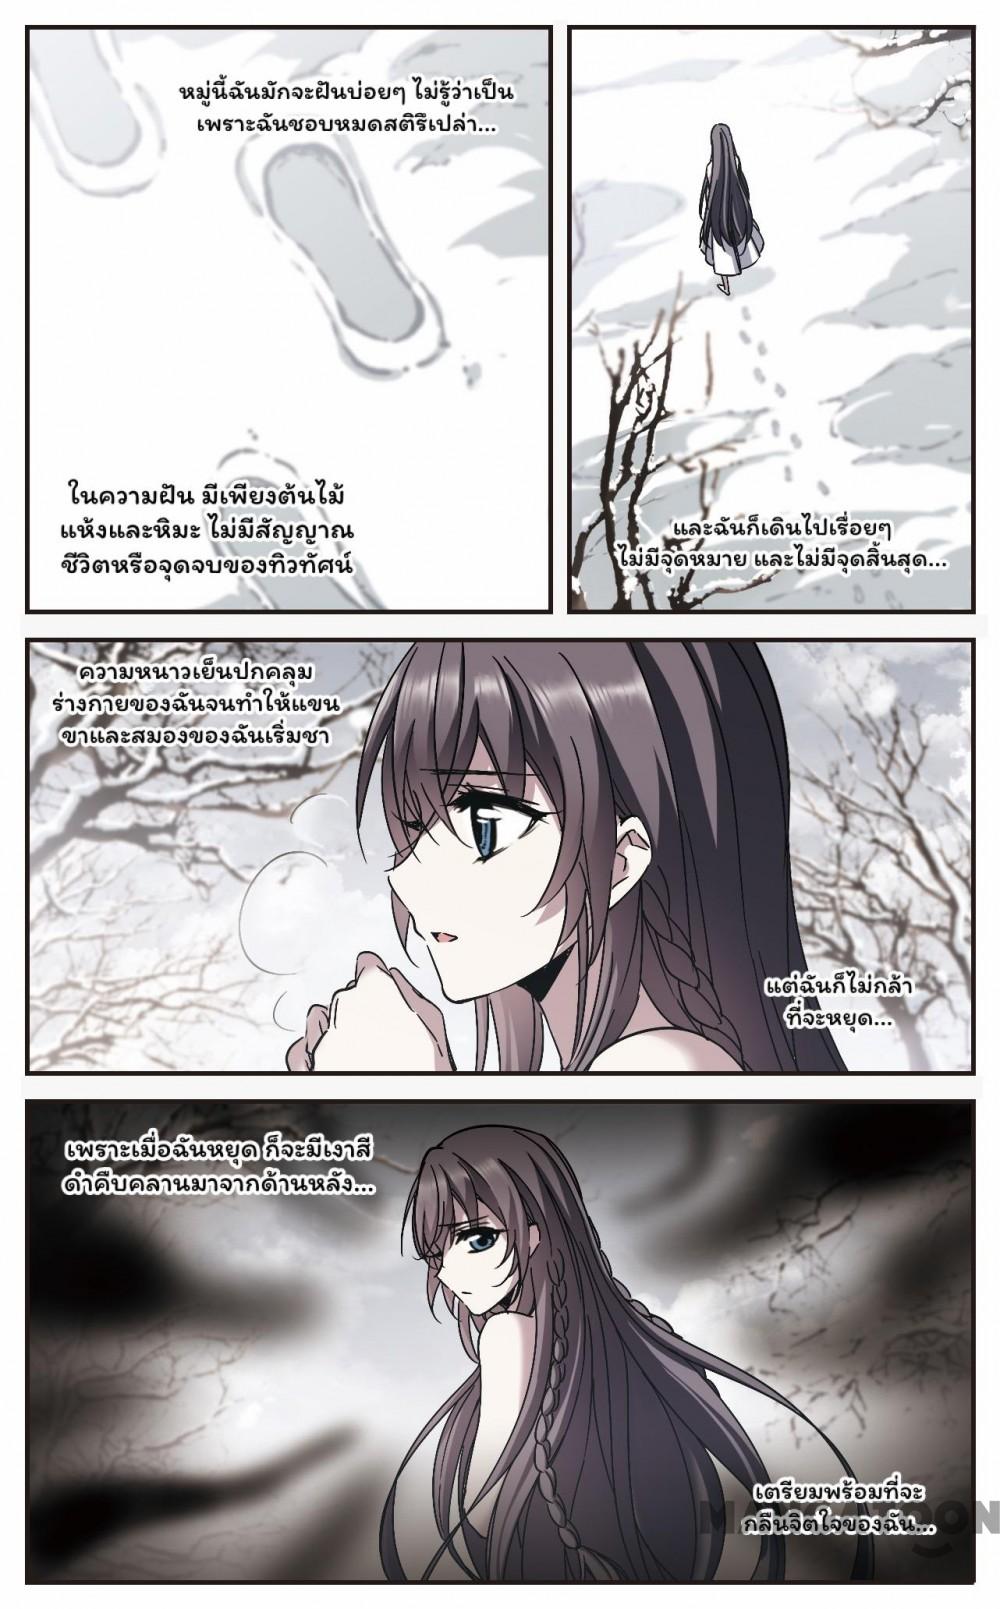 หมู่นี้ฉันมักจะฝันบ่อยๆ ไม่รู้ว่าเป็น
เพราะฉันชอบหมดสติรึเปล่า...
ในความฝัน มีเพียงต้นไม้
แห้งและหิมะ ไม่มีสัญญาณ
ชีวิตหรือจุดจบของทิวทัศน์
และฉันก็เดินไปเรื่อยๆ
ไม่มีจุดหมาย และไม่มีจุดสิ้นสุด...
ความหนาวเย็นปกคลุม
ร่างกายของฉันจนทำให้แขน
ขาและสมองของฉันเริ่มชา
แต่ฉันก็ไม่กล้า
ที่จะหยุด...
เพราะเมื่อฉันหยุด ก็จะมีเงาสี
ดำคืบคลานมาจากด้านหลัง...
เตรียมพร้อมที่จะ
กลืนจิตใจของฉัน...